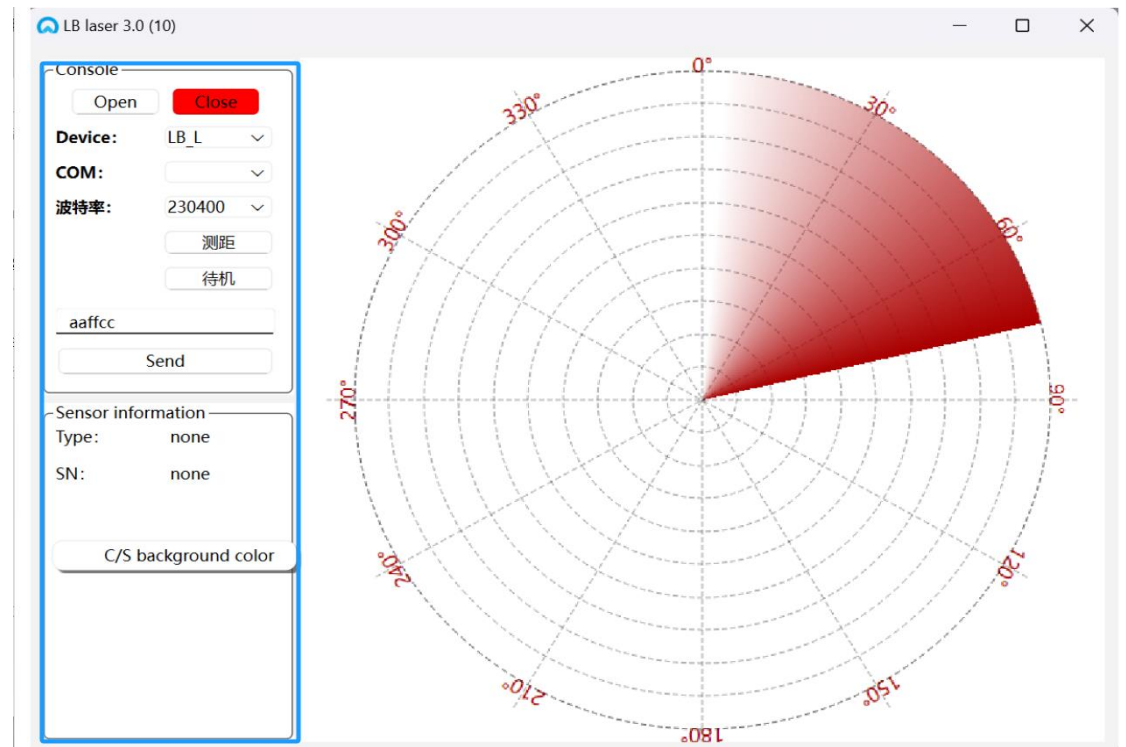 LB laser 3.0 (10)
Console
Open Close
Device: LB_L
COM:
波特率: 230400
测距
待机
aaffcc
Send
Sensor information
Type: none
SN: none
C/S background color
0°
30°
60°
90°
120°
150°
180°
210°
240°
270°
300°
330°